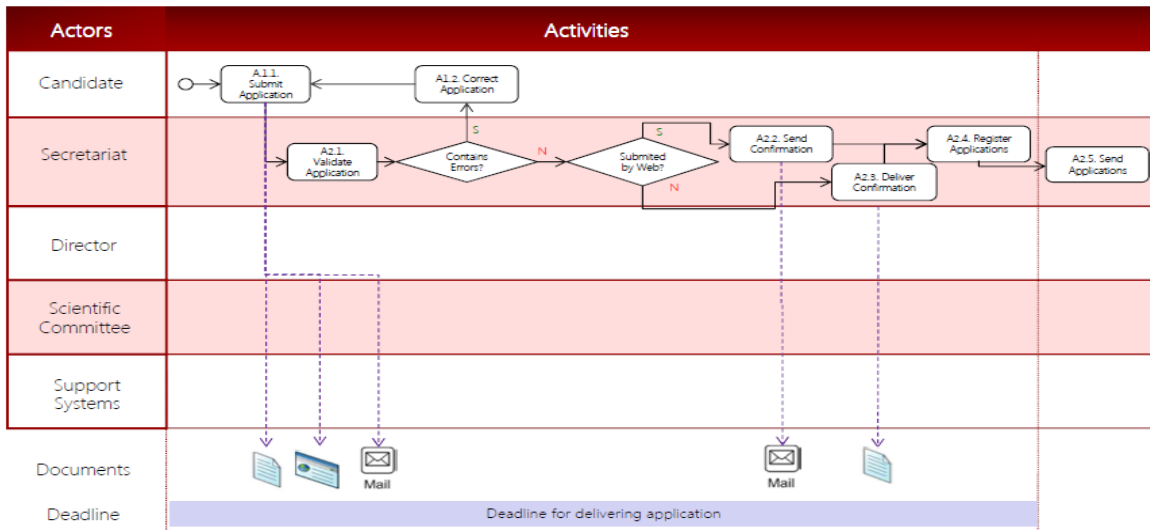 Actors
Activities
Candidate
A.1.1.
Submit
Application
A1.2. Correct
Application
S
S
Secretariat
A2.1.
Validate
Application
Contains
Errors?
N
Submited
by Web?
N
A2.2. Send
Confirmation
A2.3. Deliver
Confirmation
A2.4. Register
Applications
A2.5. Send
Applications
Director
Scientific
Committee
Support
Systems
Documents
Mail
Mail
Deadline
Deadline for delivering application